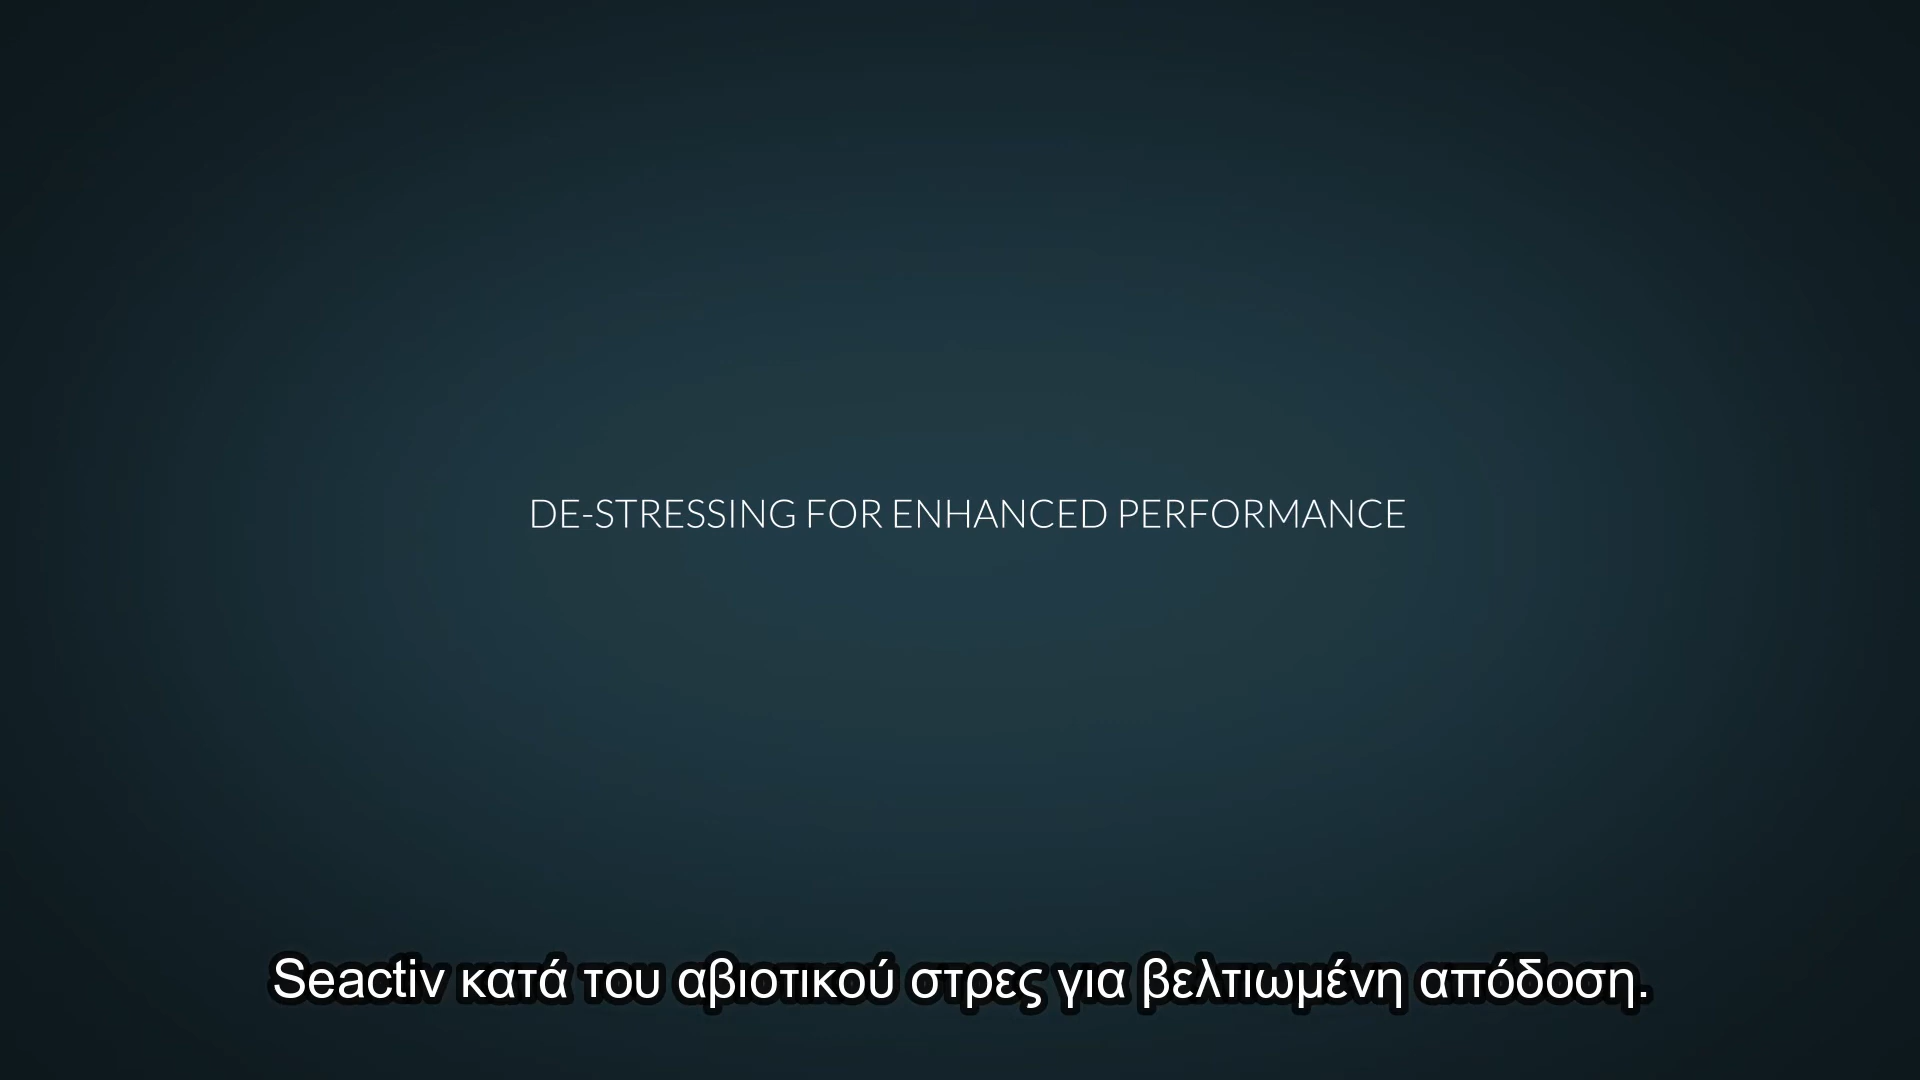 DE-STRESSING FOR ENHANCED PERFORMANCE
Seactiv κατά του αβιοτικού στρες για βελτιωμένη απόδοση.